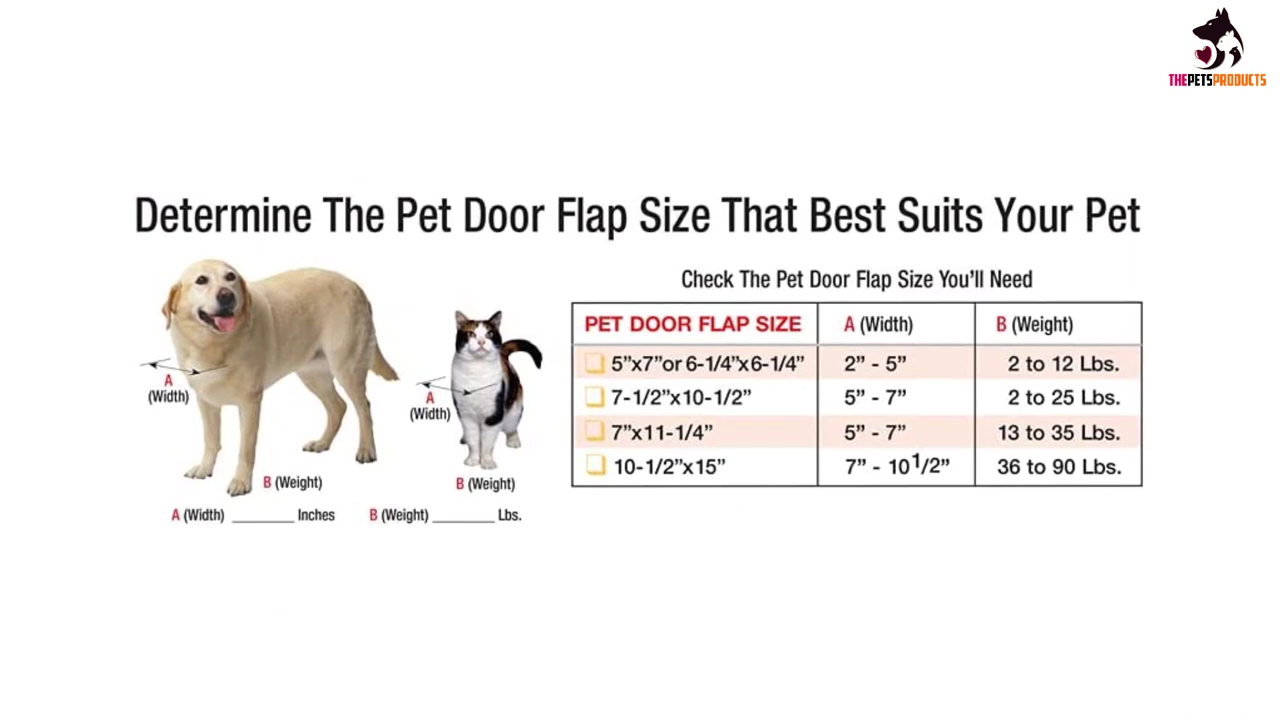 THEPETSPRODUCTS
Determine The Pet Door Flap Size That Best Suits Your Pet
Check The Pet Door Flap Size You'll Need
PET DOOR FLAP SIZE A (Width) B (Weight)
5”x7”or 6-1/4”x6-1/4” 2” - 5” 2 to 12 Lbs.
7-1/2”x10-1/2” 5” - 7” 2 to 25 Lbs.
7”x11-1/4” 5” - 7” 13 to 35 Lbs.
10-1/2”x15” 7” - 10 1/2” 36 to 90 Lbs.
A
(Width)
A
(Width)
B (Weight)
B (Weight)
A (Width) ________ Inches B (Weight) ________ Lbs.